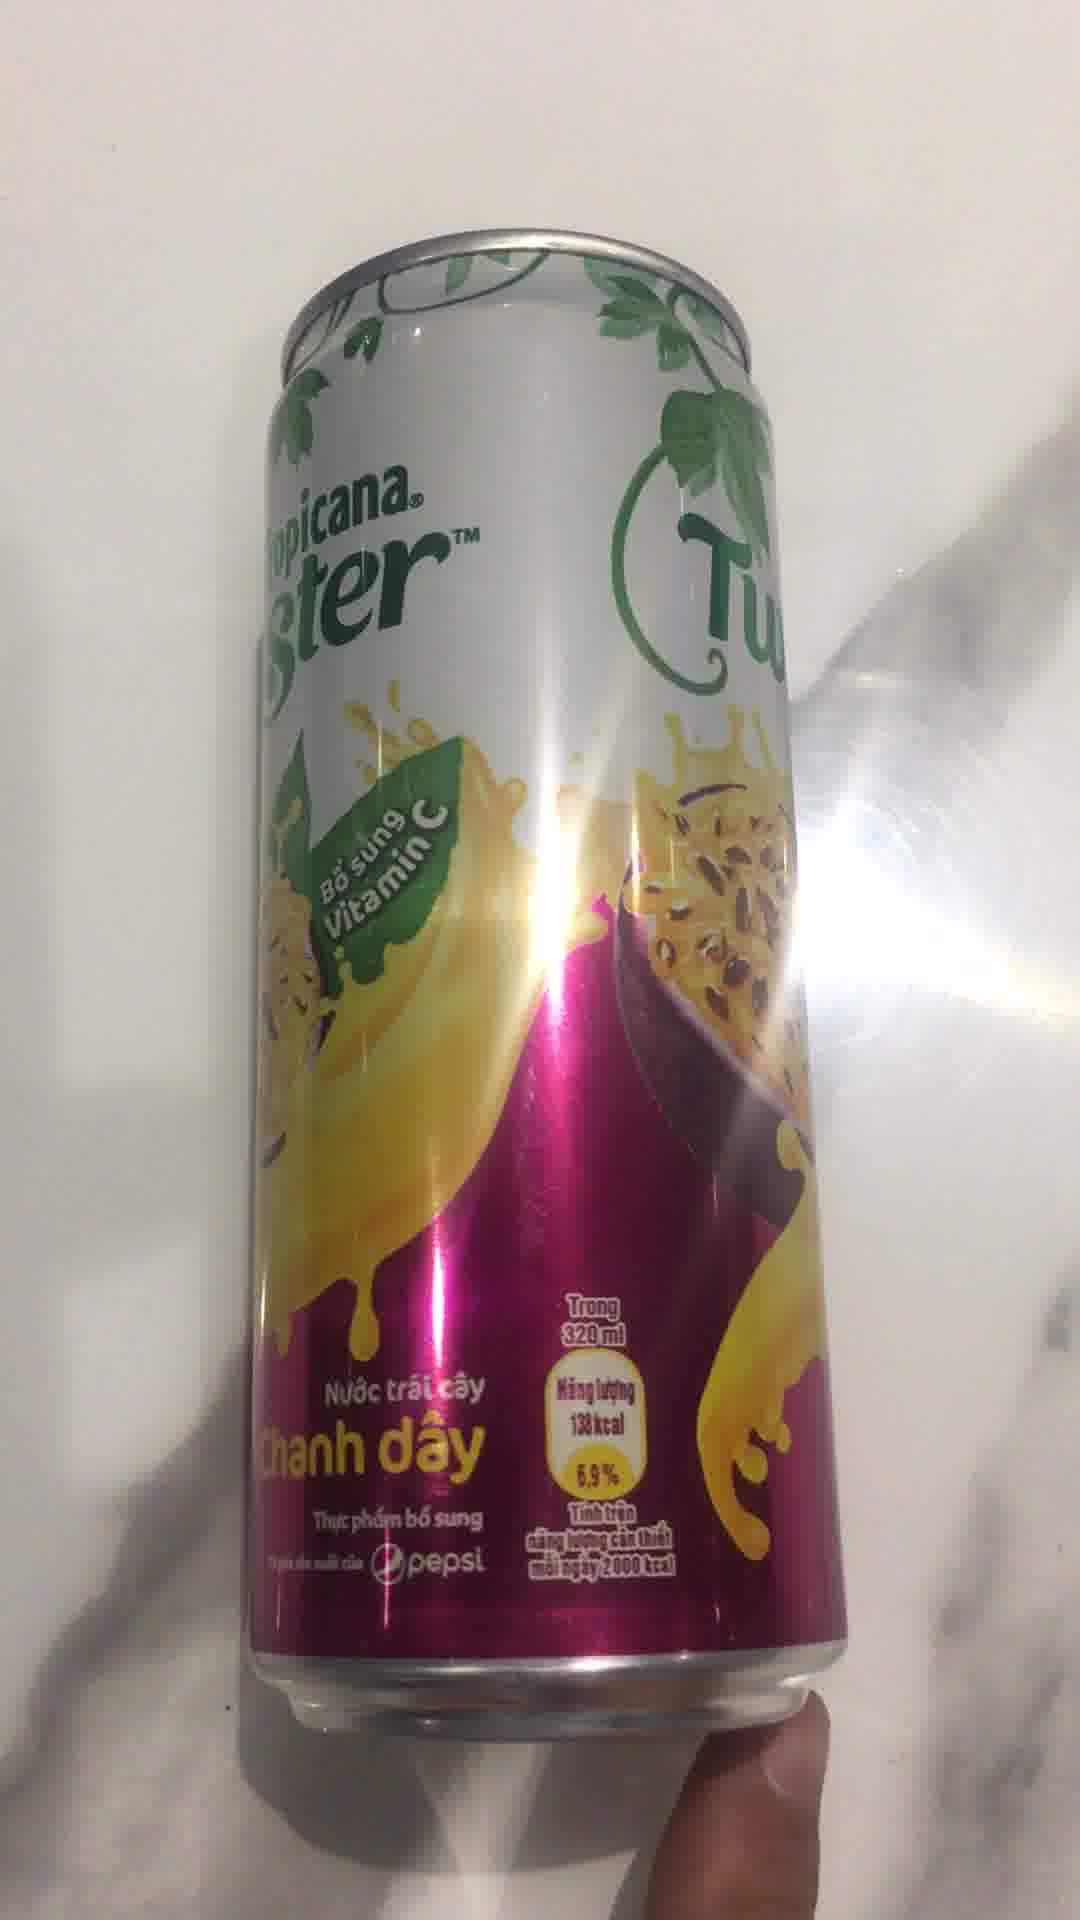 Tropicana®
ster™
Tw
Bổ sung
Vitamin C
Trong
320 ml
Năng lượng
138 kcal
6,9%
Tính trên
năng lượng cần thiết
mỗi ngày 2000 kcal
Nước trái cây
Chanh dây
Thực phẩm bổ sung
pepsi